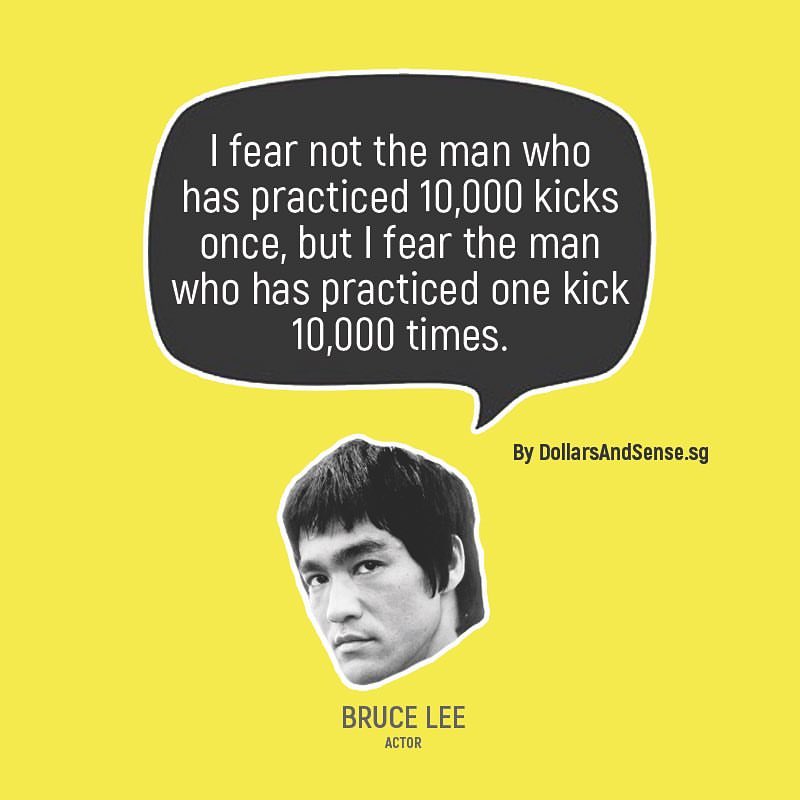 I fear not the man who
has practiced 10,000 kicks
once, but I fear the man
who has practiced one kick
10,000 times.
By DollarsAndSense.sg
BRUCE LEE
ACTOR